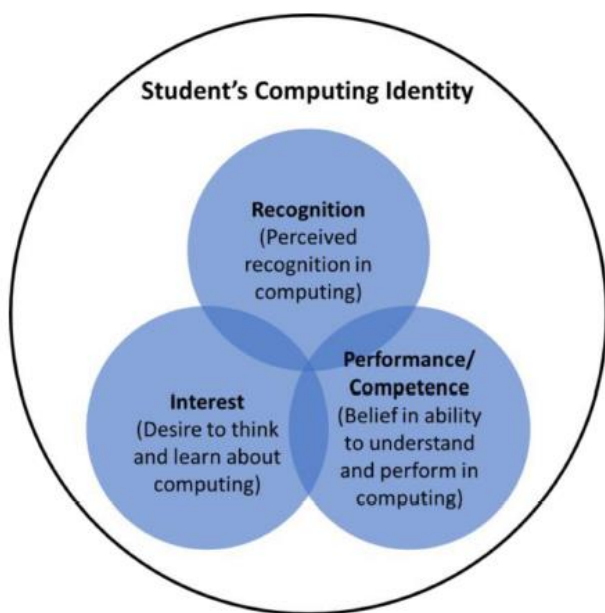 Student's Computing Identity
Recognition
(Perceived
recognition in
computing)
Interest
(Desire to think
and learn about
computing)
Performance/
Competence
(Belief in ability
to understand
and perform in
computing)